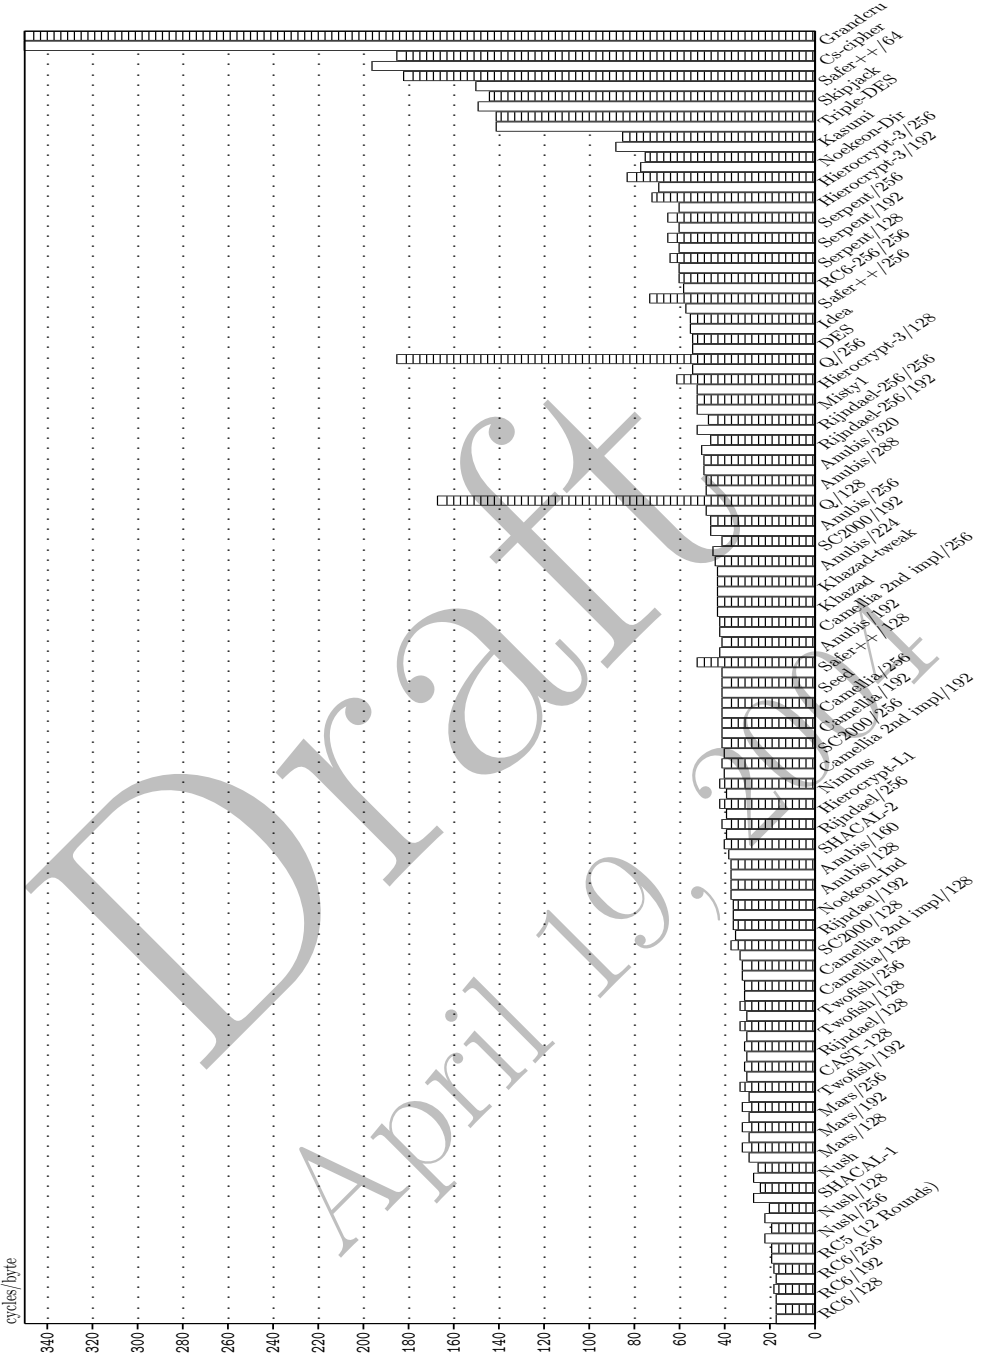 cycles/byte
340
320
300
280
260
240
220
200
180
160
140
120
100
80
60
40
20
0
Grandcru
Cs-cipher
Safer++/64
Skipjack
Triple-DES
Kasumi
Noekeon-Dir
Hierocrypt-3/256
Hierocrypt-3/192
Serpent/256
Serpent/192
Serpent/128
RC6-256/256
Safer++/256
Idea
DES
Q/256
Hierocrypt-3/128
Misty1
Rijndael-256/256
Rijndael-256/192
Anubis/320
Anubis/288
Q/128
Anubis/256
SC2000/192
Anubis/224
Khazad-tweak
Khazad
Camellia 2nd impl/256
Anubis/192
Safer++/128
Seed
Camellia/256
Camellia/192
SC2000/256
Camellia 2nd impl/192
Nimbus
Hierocrypt-L1
Rijndael/256
SHACAL-2
Anubis/160
Anubis/128
Noekeon-Ind
Rijndael/192
SC2000/128
Camellia 2nd impl/128
Camellia/128
Twofish/256
Twofish/128
Rijndael/128
CAST-128
Twofish/192
Mars/256
Mars/192
Mars/128
Nush
SHACAL-1
Nush/128
Nush/256
RC5 (12 Rounds)
RC6/256
RC6/192
RC6/128
Draft
April 19, 2004